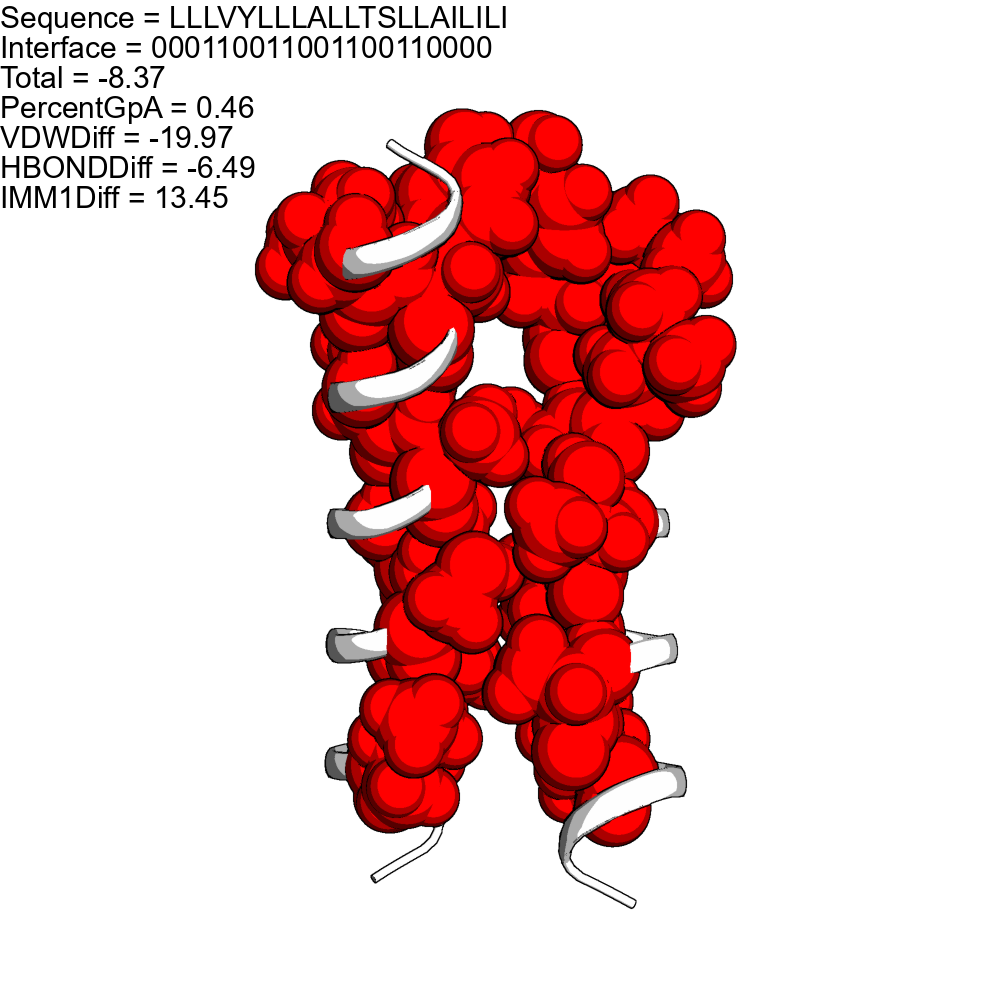 Sequence = LLLVYLLLALLTSLLAILILI
Interface = 000110011001100110000
Total = -8.37
PercentGpA = 0.46
VDWDiff = -19.97
HBONDDiff = -6.49
IMM1Diff = 13.45